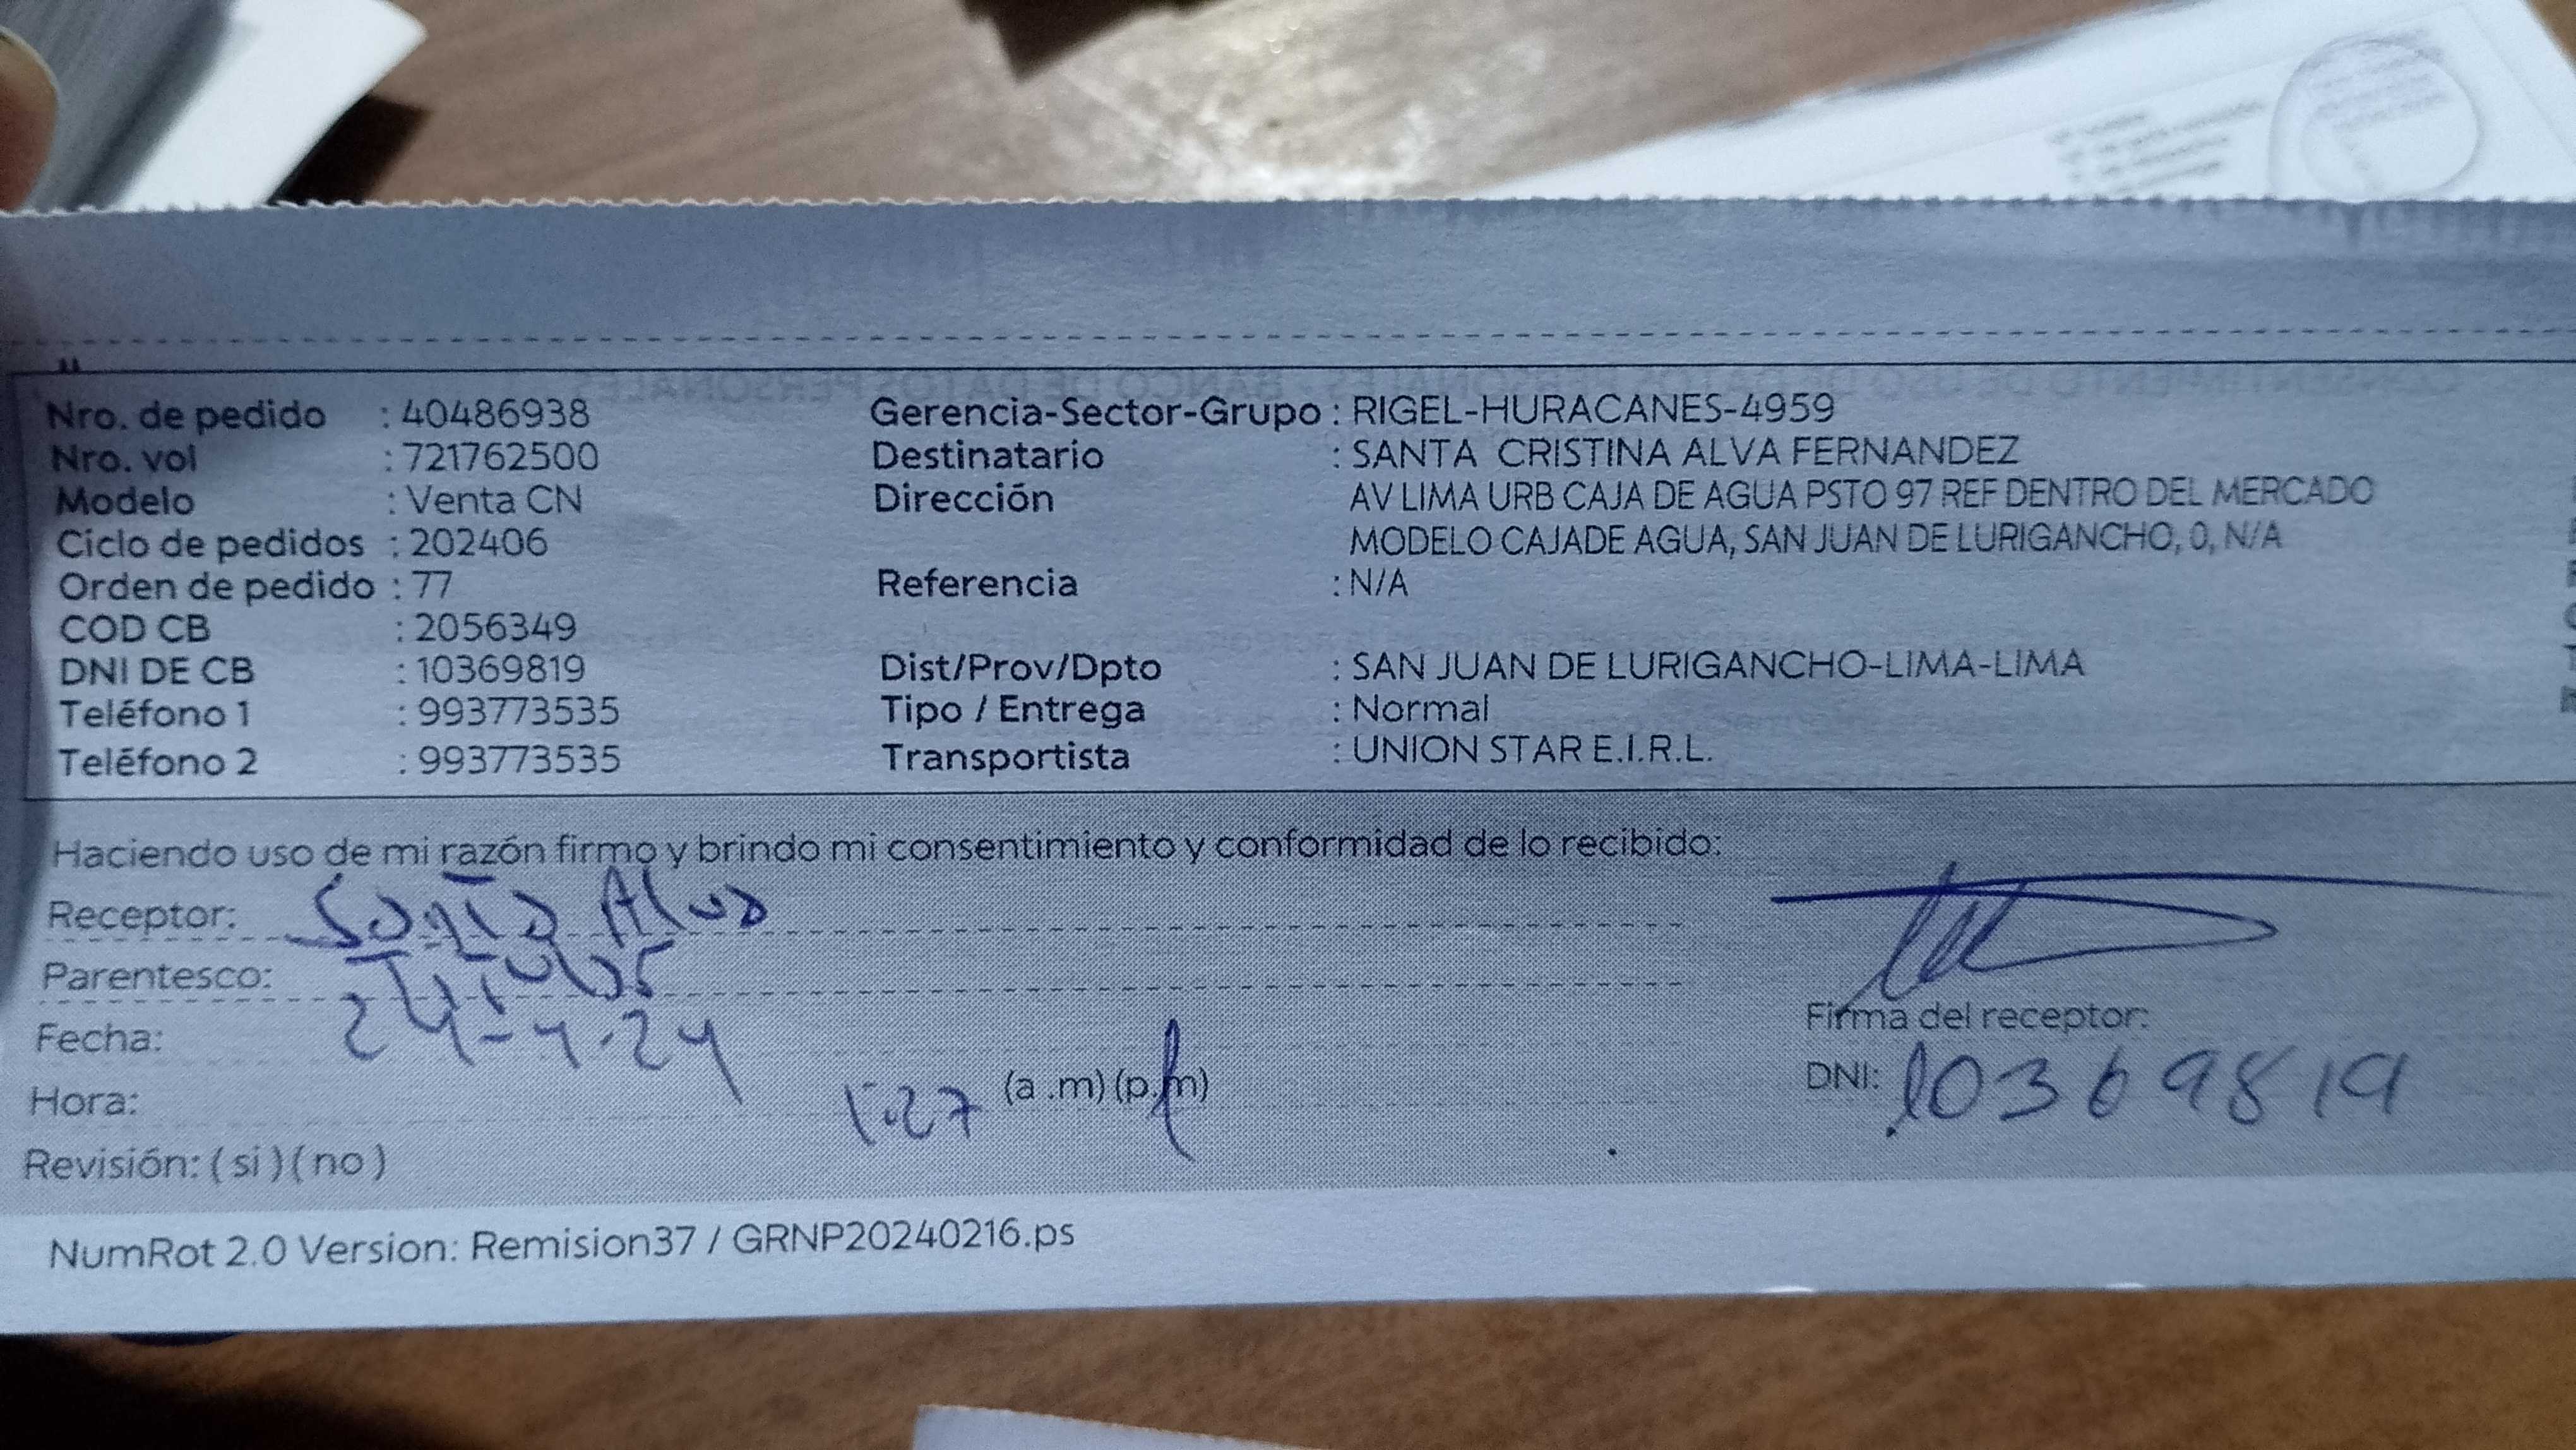 Nro. de pedido : 40486938
Nro. vol : 721762500
Modelo : Venta CN
Ciclo de pedidos : 202406
Orden de pedido : 77
COD CB : 2056349
DNI DE CB : 10369819
Teléfono 1 : 993773535
Teléfono 2 : 993773535
Gerencia-Sector-Grupo : RIGEL-HURACANES-4959
Destinatario : SANTA CRISTINA ALVA FERNANDEZ
Dirección AV LIMA URB CAJA DE AGUA PSTO 97 REF DENTRO DEL MERCADO
MODELO CAJADE AGUA, SAN JUAN DE LURIGANCHO, 0, N/A
Referencia : N/A
Dist/Prov/Dpto : SAN JUAN DE LURIGANCHO-LIMA-LIMA
Tipo / Entrega : Normal
Transportista : UNION STAR E.I.R.L.
Haciendo uso de mi razón firmo y brindo mi consentimiento y conformidad de lo recibido:
Receptor: Alva
Parentesco:
Fecha: 24-4-24
Hora: 1:27 (a .m) (p.m)
Revisión: ( si ) ( no )
Firma del receptor:
DNI: 10369819
NumRot 2.0 Version: Remision37 / GRNP20240216.ps